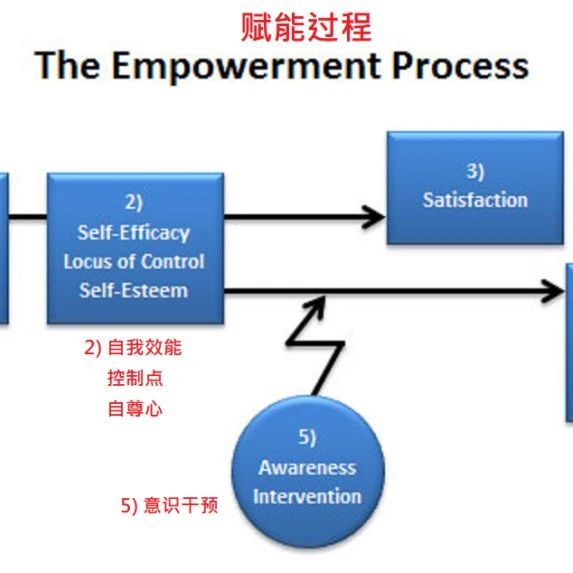 赋能过程
The Empowerment Process
3)
Satisfaction
2)
Self-Efficacy
Locus of Control
Self-Esteem
2) 自我效能
控制点
自尊心
5)
Awareness
Intervention
5) 意识干预